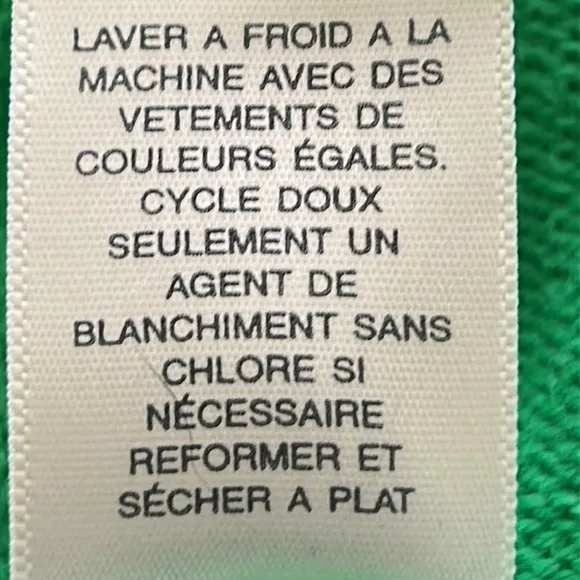 LAVER A FROID A LA
MACHINE AVEC DES
VETEMENTS DE
COULEURS ÉGALES.
CYCLE DOUX
SEULEMENT UN
AGENT DE
BLANCHIMENT SANS
CHLORE SI
NÉCESSAIRE
REFORMER ET
SÉCHER A PLAT